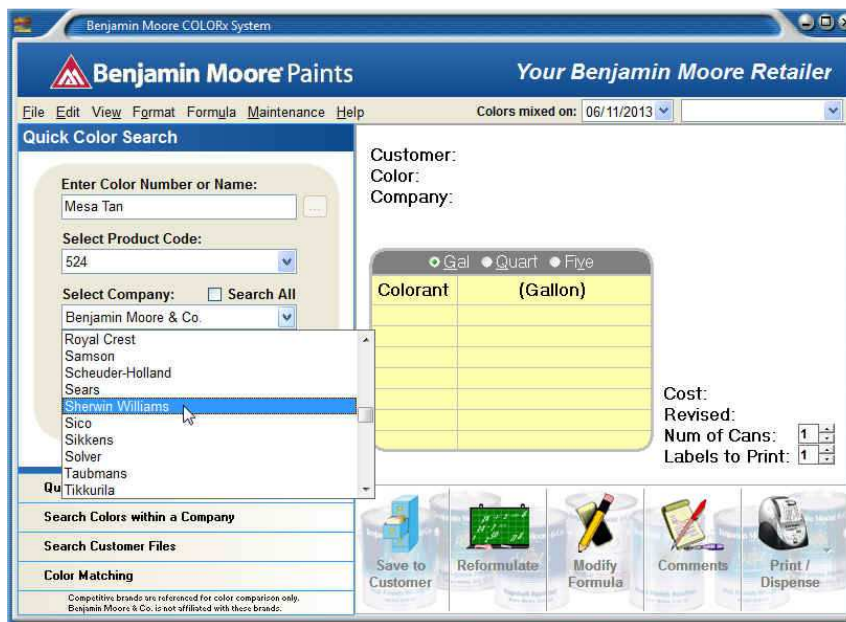 Benjamin Moore COLORx System
Benjamin Moore Paints
Your Benjamin Moore Retailer
File Edit View Format Formula Maintenance Help
Colors mixed on: 06/11/2013
Quick Color Search
Enter Color Number or Name:
Mesa Tan
...
Select Product Code:
524
Select Company: Search All
Benjamin Moore & Co.
Royal Crest
Samson
Scheuder-Holland
Sears
Sherwin Williams
Sico
Sikkens
Solver
Taubmans
Tikkurila
Qu
Search Colors within a Company
Search Customer Files
Color Matching
Competitive brands are referenced for color comparison only.
Benjamin Moore & Co. is not affiliated with these brands.
Customer:
Color:
Company:
Gal Quart Five
Colorant (Gallon)
Cost:
Revised:
Num of Cans: 1
Labels to Print: 1
Save to
Customer
Reformulate
Modify
Formula
Comments
Print /
Dispense